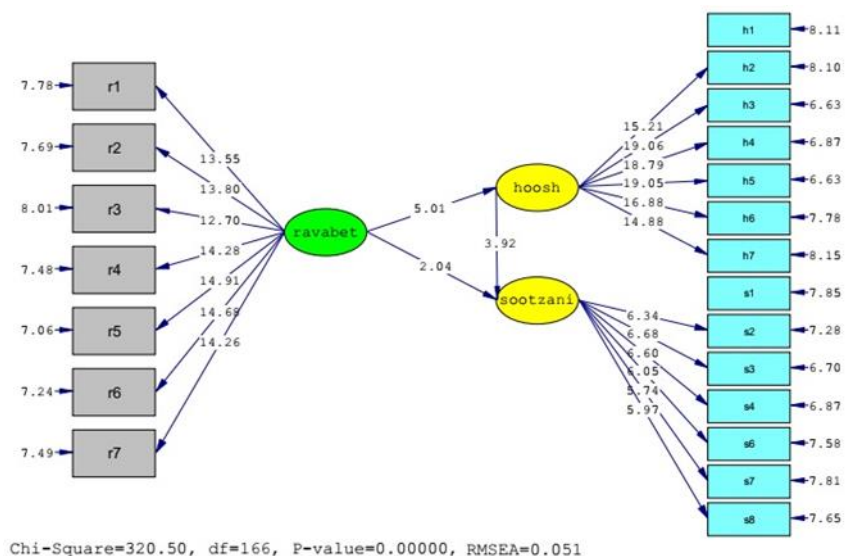 7.78 r1
7.69 r2
8.01 r3
7.48 r4
7.06 r5
7.24 r6
7.49 r7
13.55
13.80
12.70
14.28
14.91
14.68
14.26
ravabet
5.01
2.04
hoosh
3.92
sootzani
15.21
19.06
18.79
19.05
16.88
14.88
6.34
6.68
6.60
6.05
5.74
5.97
h1 8.11
h2 8.10
h3 6.63
h4 6.87
h5 6.63
h6 7.78
h7 8.15
s1 7.85
s2 7.28
s3 6.70
s4 6.87
s6 7.58
s7 7.81
s8 7.65
Chi-Square=320.50, df=166, P-value=0.00000, RMSEA=0.051